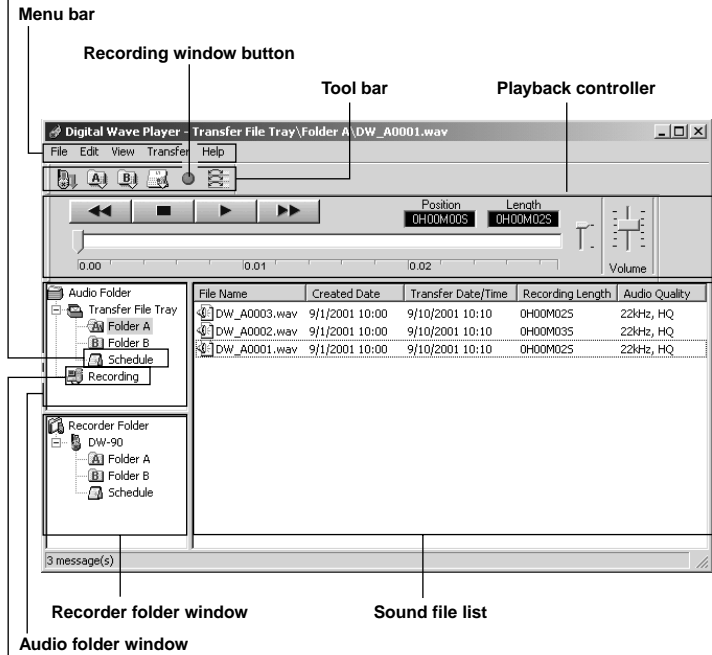 Menu bar
Recording window button
Tool bar
Playback controller
Digital Wave Player - Transfer File Tray\Folder A\DW_A0001.wav
File Edit View Transfer Help
A B
Position Length
0H00M00S 0H00M02S
0.00 0.01 0.02
Volume
Audio Folder
Transfer File Tray
A Folder A
B Folder B
Schedule
Recording
File Name Created Date Transfer Date/Time Recording Length Audio Quality
DW_A0003.wav 9/1/2001 10:00 9/10/2001 10:10 0H00M02S 22kHz, HQ
DW_A0002.wav 9/1/2001 10:00 9/10/2001 10:10 0H00M03S 22kHz, HQ
DW_A0001.wav 9/1/2001 10:00 9/10/2001 10:10 0H00M02S 22kHz, HQ
Recorder Folder
DW-90
A Folder A
B Folder B
Schedule
3 message(s)
Recorder folder window
Sound file list
Audio folder window